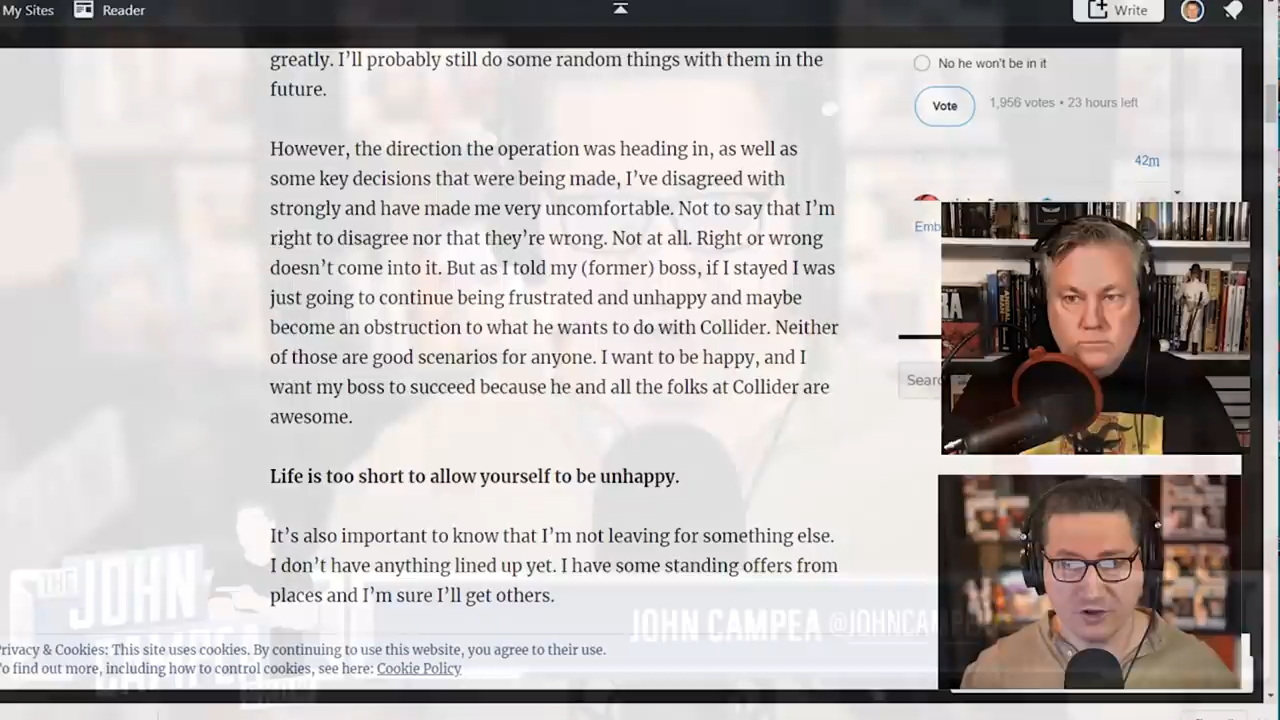 My Sites
Reader
Write
greatly. I’ll probably still do some random things with them in the
future.
However, the direction the operation was heading in, as well as
some key decisions that were being made, I’ve disagreed with
strongly and have made me very uncomfortable. Not to say that I’m
right to disagree nor that they’re wrong. Not at all. Right or wrong
doesn’t come into it. But as I told my (former) boss, if I stayed I was
just going to continue being frustrated and unhappy and maybe
become an obstruction to what he wants to do with Collider. Neither
of those are good scenarios for anyone. I want to be happy, and I
want my boss to succeed because he and all the folks at Collider are
awesome.
Life is too short to allow yourself to be unhappy.
It’s also important to know that I’m not leaving for something else.
I don’t have anything lined up yet. I have some standing offers from
places and I’m sure I’ll get others.
No he won't be in it
Vote
1,956 votes • 23 hours left
42m
Emb
Searc
THE
JOHN
CAMPEA
JOHN CAMPEA @JOHNCAMP
rivacy & Cookies: This site uses cookies. By continuing to use this website, you agree to their use.
o find out more, including how to control cookies, see here: Cookie Policy